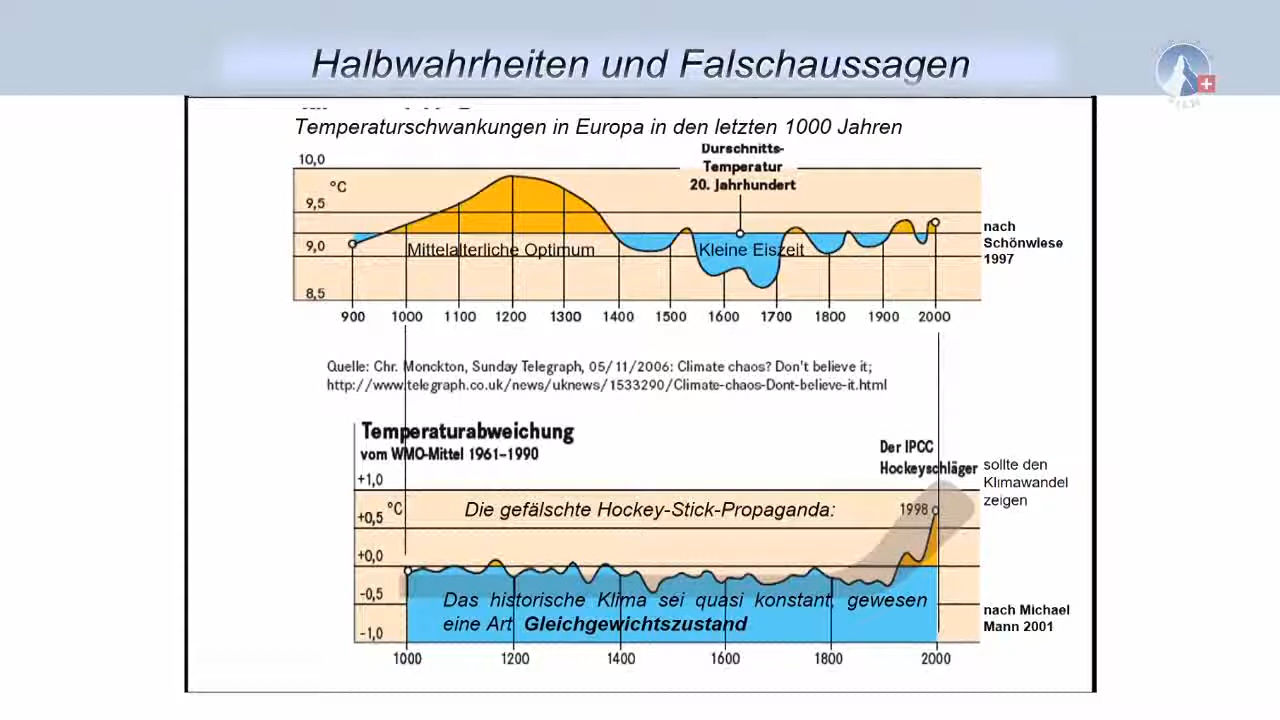 Halbwahrheiten und Falschaussagen
Temperaturschwankungen in Europa in den letzten 1000 Jahren
Durschnitts-
Temperatur
20. Jahrhundert
10,0
°C
9,5
9,0
8,5
Mittelalterliche Optimum
Kleine Eiszeit
nach
Schönwiese
1997
900 1000 1100 1200 1300 1400 1500 1600 1700 1800 1900 2000
Quelle: Chr. Monckton, Sunday Telegraph, 05/11/2006: Climate chaos? Don't believe it;
http://www.telegraph.co.uk/news/uknews/1533290/Climate-chaos-Dont-believe-it.html
Temperaturabweichung
vom WMO-Mittel 1961–1990
Der IPCC
Hockeyschläger
sollte den
Klimawandel
zeigen
+1,0
°C
+0,5
+0,0
-0,5
-1,0
Die gefälschte Hockey-Stick-Propaganda:
1998
Das historische Klima sei quasi konstant, gewesen
eine Art Gleichgewichtszustand
nach Michael
Mann 2001
1000 1200 1400 1600 1800 2000